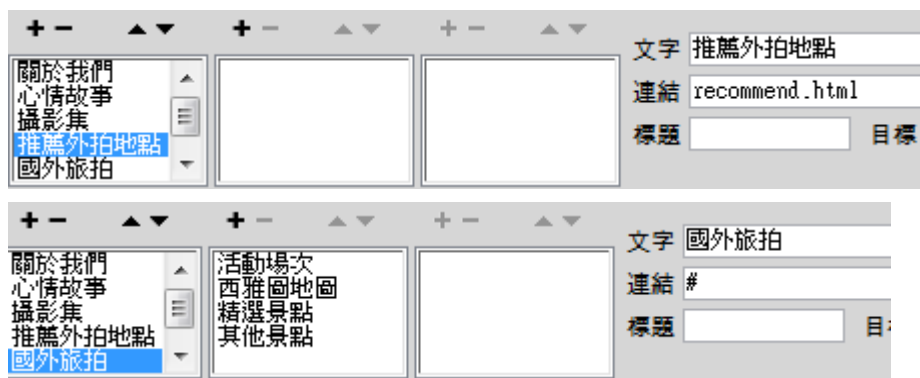 關於我們
心情故事
攝影集
推薦外拍地點
國外旅拍
文字 推薦外拍地點
連結 recommend.html
標題 目標
關於我們
心情故事
攝影集
推薦外拍地點
國外旅拍
活動場次
西雅圖地圖
精選景點
其他景點
文字 國外旅拍
連結 #
標題